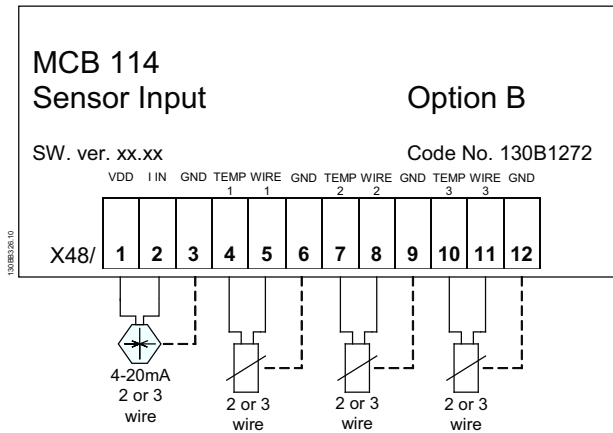 MCB 114
Sensor Input Option B
SW. ver. xx.xx Code No. 130B1272
VDD I IN GND TEMP WIRE GND TEMP WIRE GND TEMP WIRE GND
1 1 2 2 3 3
X48/ 1 2 3 4 5 6 7 8 9 10 11 12
130BB326.10
4-20mA
2 or 3
wire
2 or 3
wire
2 or 3
wire
2 or 3
wire